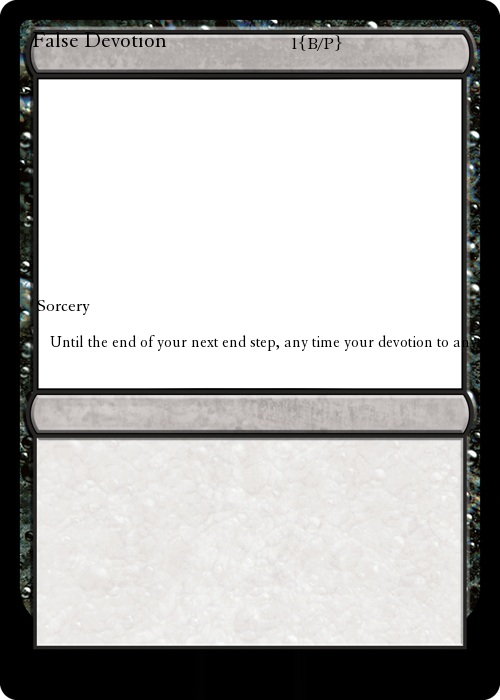 False Devotion
1{B/P}
Sorcery
Until the end of your next end step, any time your devotion to an